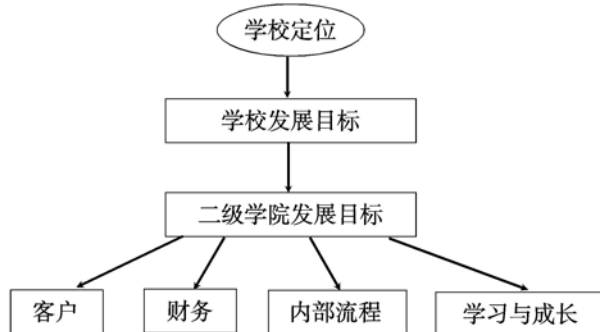 学校定位
学校发展目标
二级学院发展目标
客户
财务
内部流程
学习与成长